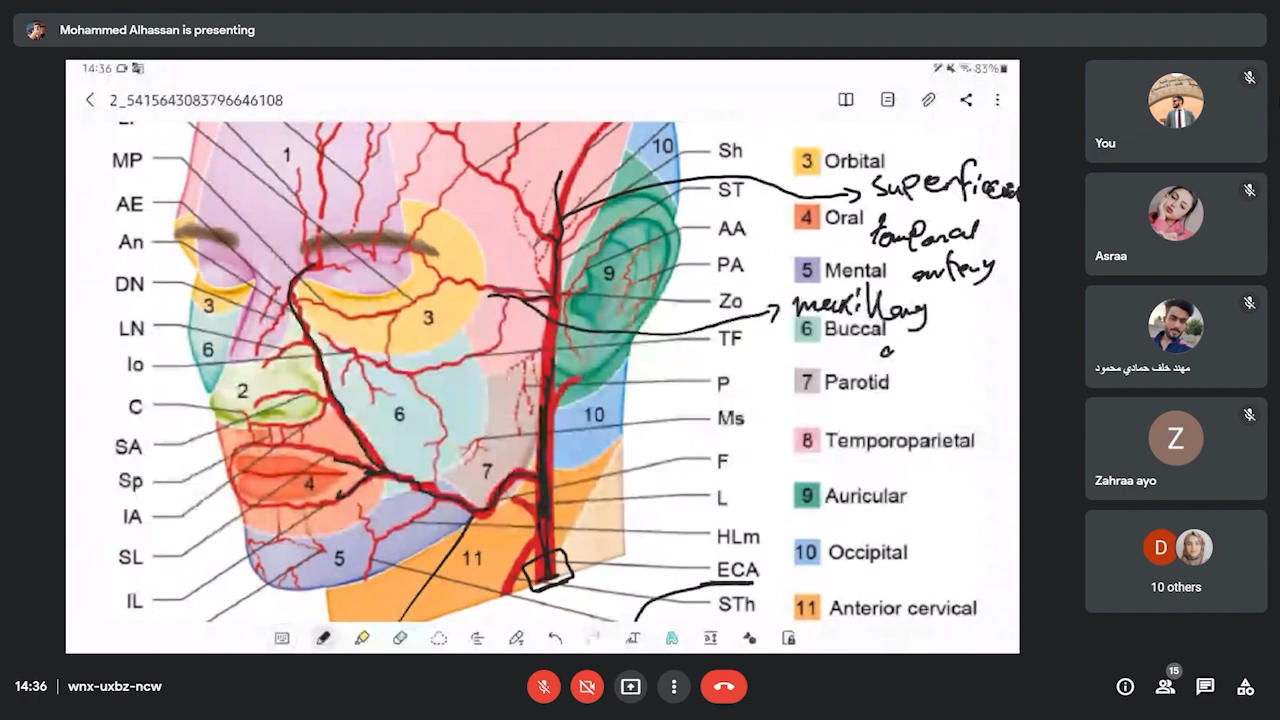 Mohammed Alhassan is presenting
14:36
83%
2_5415643083796646108
MP
AE
An
DN
LN
Io
C
SA
Sp
IA
SL
IL
1
3
6
2
4
5
3
6
7
11
9
10
10
Sh
ST
AA
PA
Zo
TF
P
Ms
F
L
HLm
ECA
STh
3 Orbital
4 Oral
5 Mental
6 Buccal
7 Parotid
8 Temporoparietal
9 Auricular
10 Occipital
11 Anterior cervical
temporal
artery
maxillary
You
Asraa
مهند خلف حمادي محمود
Z
Zahraa ayo
D
10 others
14:36 | wnx-uxbz-ncw
15